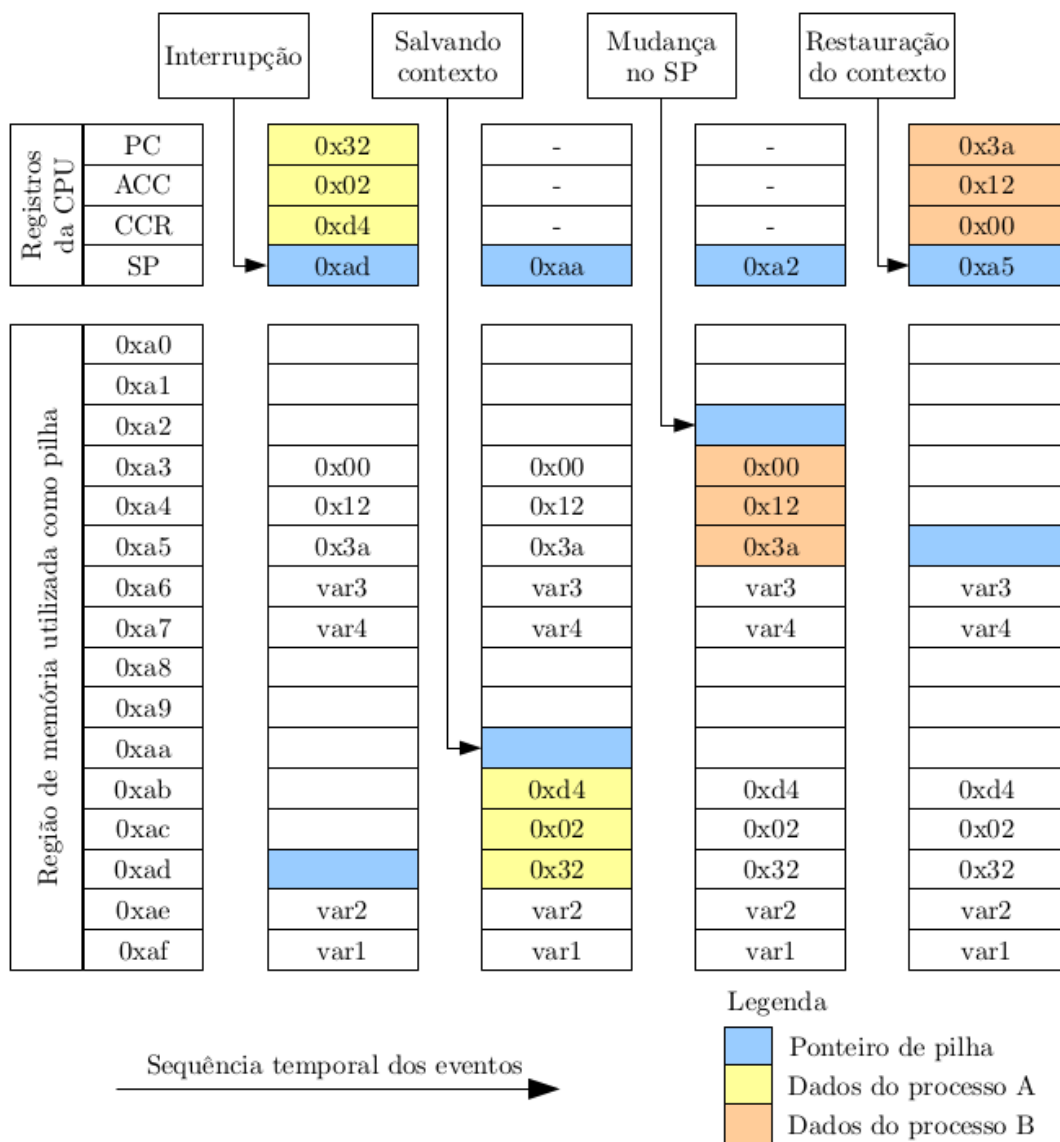 Interrupção
Salvando
contexto
Mudança
no SP
Restauração
do contexto
Registros
da CPU
PC 0x32 - - 0x3a
ACC 0x02 - - 0x12
CCR 0xd4 - - 0x00
SP 0xad 0xaa 0xa2 0xa5
Região de memória utilizada como pilha
0xa0
0xa1
0xa2
0xa3 0x00 0x00 0x00
0xa4 0x12 0x12 0x12
0xa5 0x3a 0x3a 0x3a
0xa6 var3 var3 var3 var3
0xa7 var4 var4 var4 var4
0xa8
0xa9
0xaa
0xab 0xd4 0xd4 0xd4
0xac 0x02 0x02 0x02
0xad 0x32 0x32 0x32
0xae var2 var2 var2 var2
0xaf var1 var1 var1 var1
Sequência temporal dos eventos
Legenda
Ponteiro de pilha
Dados do processo A
Dados do processo B